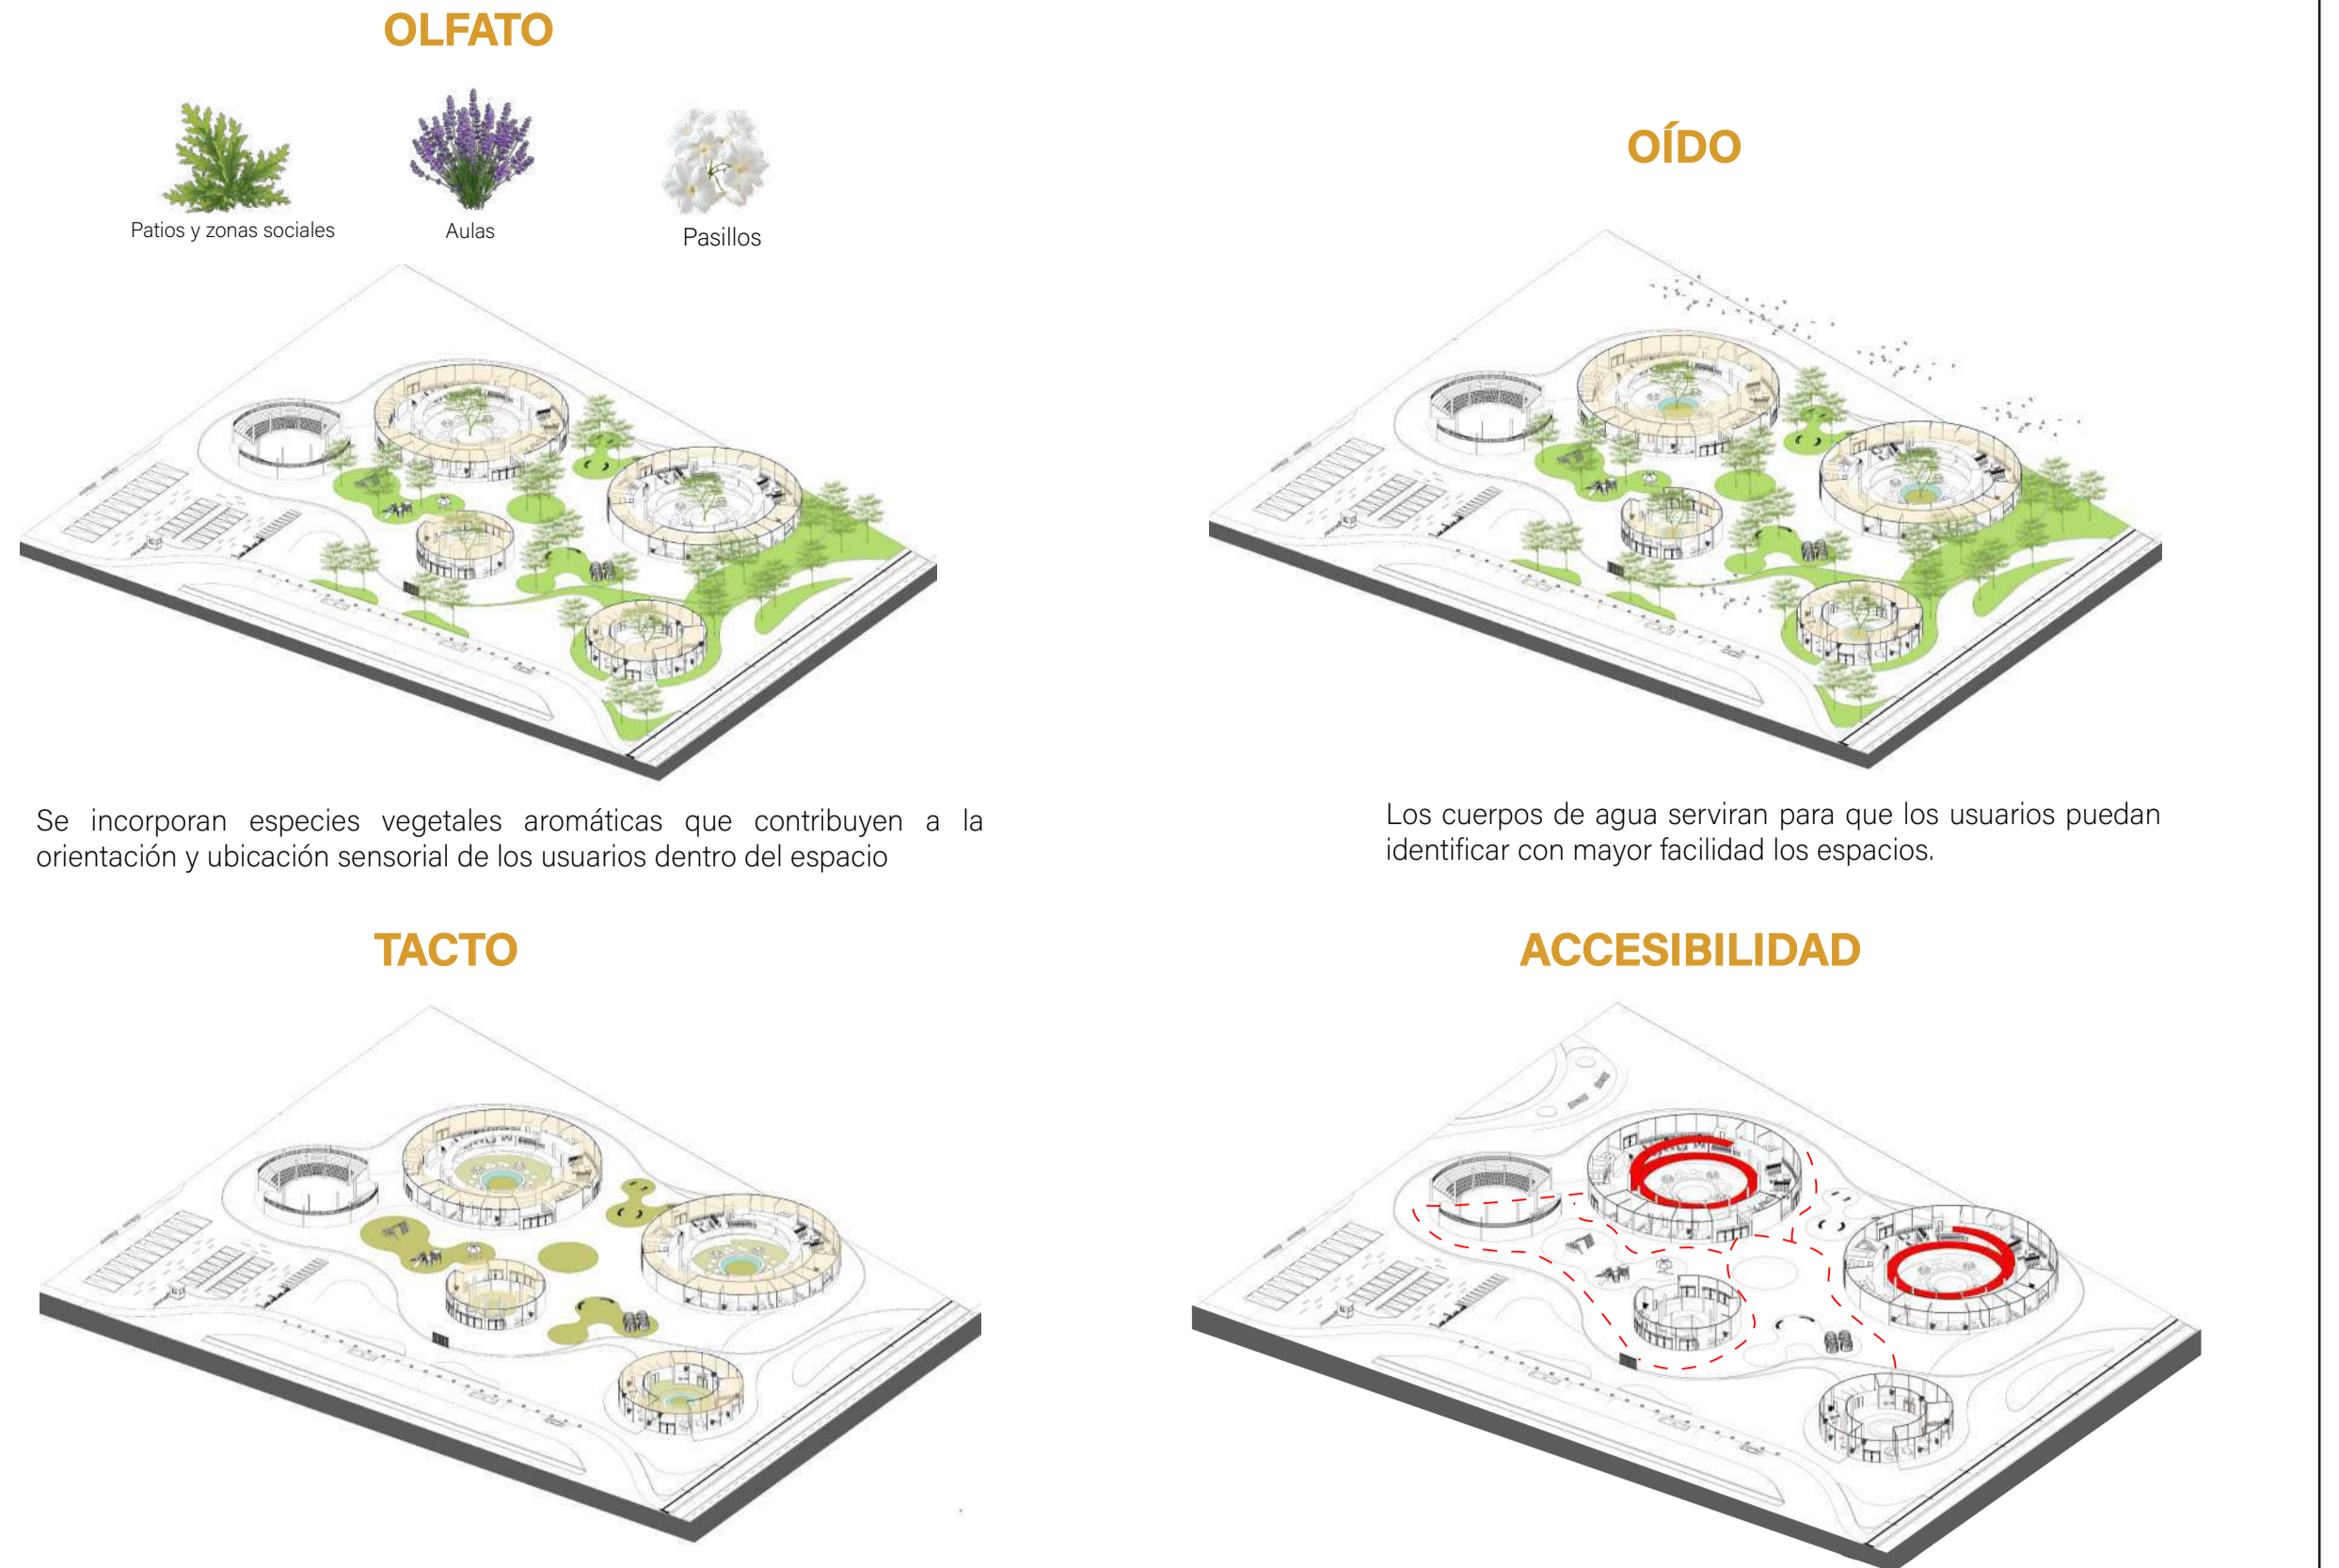 OLFATO
Patios y zonas sociales
Aulas
Pasillos
Se incorporan especies vegetales aromáticas que contribuyen a la
orientación y ubicación sensorial de los usuarios dentro del espacio
OÍDO
Los cuerpos de agua serviran para que los usuarios puedan
identificar con mayor facilidad los espacios.
TACTO
ACCESIBILIDAD